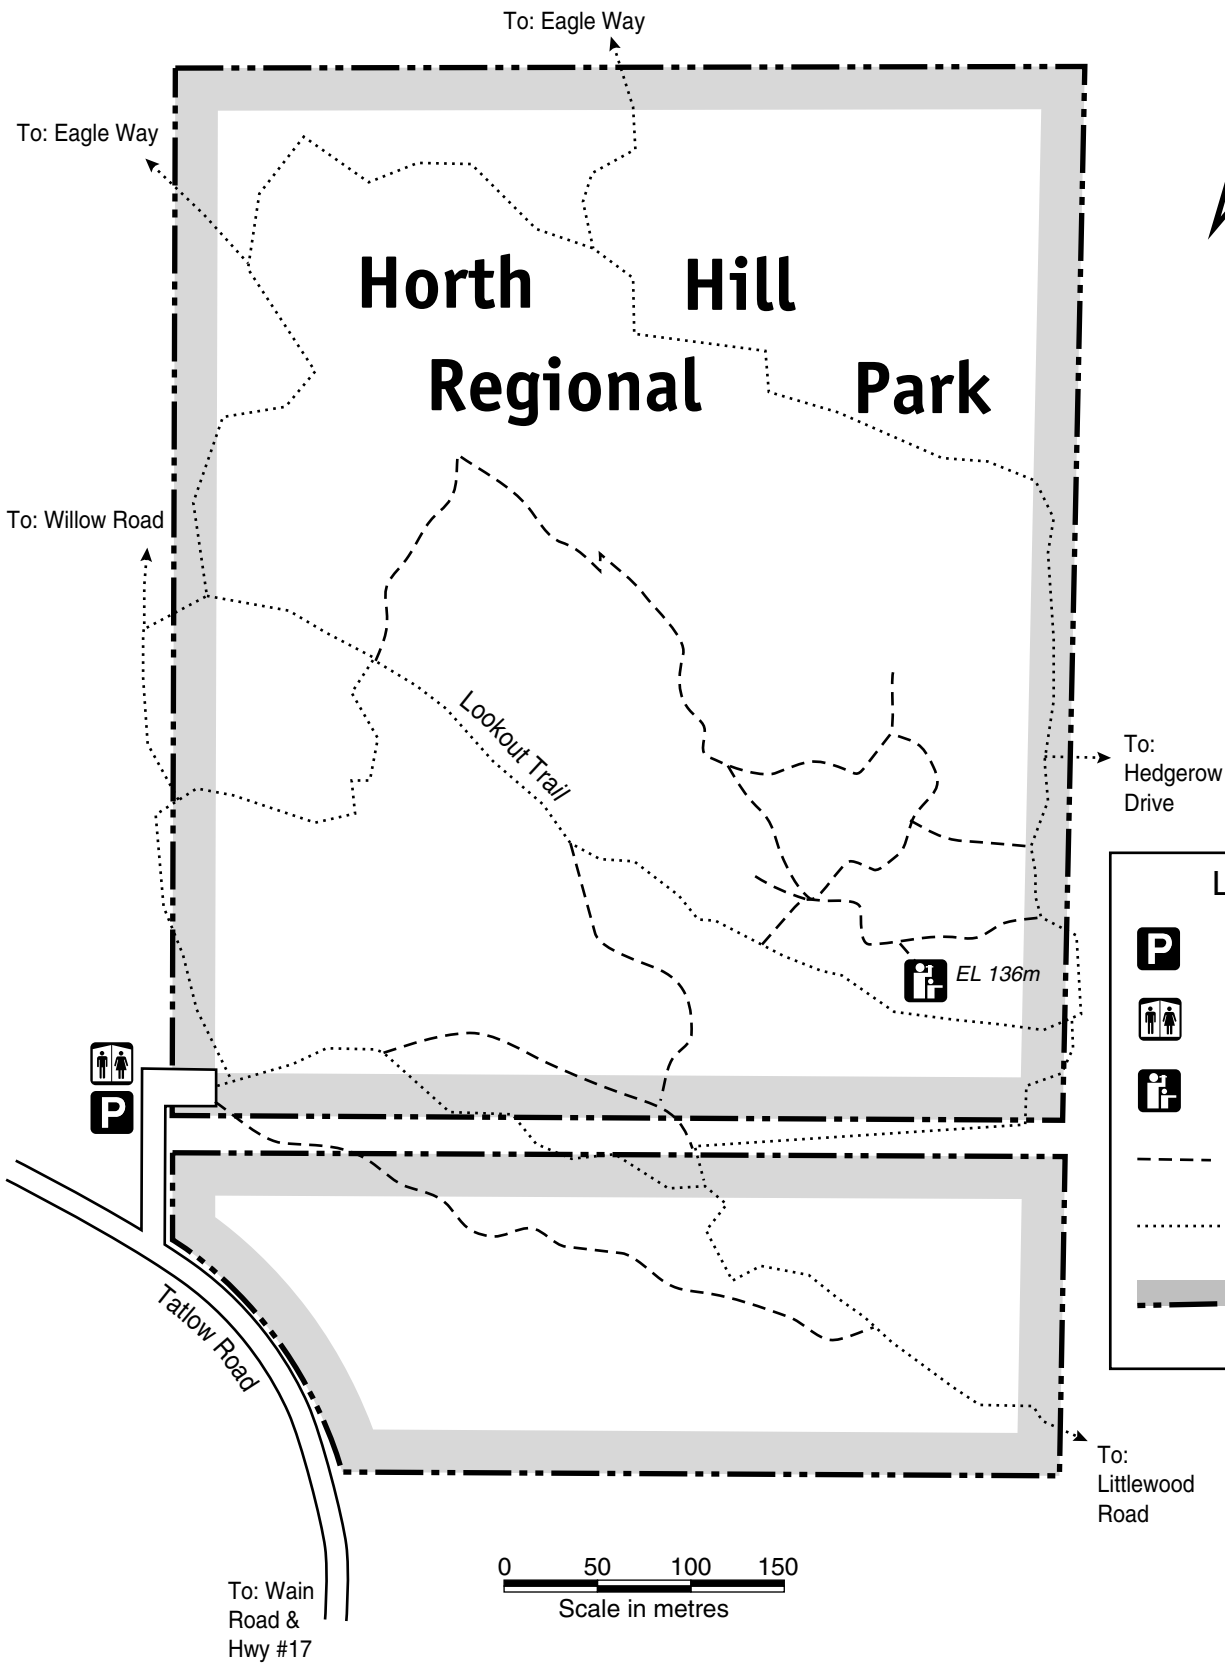 To: Eagle Way
To: Eagle Way
Horth Hill
Regional Park
To: Willow Road
Lookout Trail
To:
Hedgerow
Drive
L
P
EL 136m
P
Tatlow Road
To:
Littlewood
Road
0 50 100 150
Scale in metres
To: Wain
Road &
Hwy #17